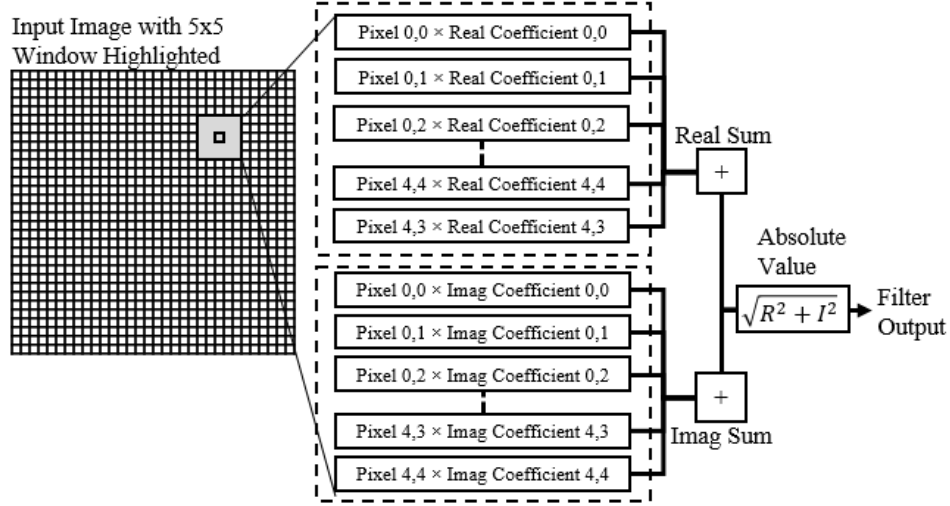 Input Image with 5x5
Window Highlighted
Pixel 0,0 × Real Coefficient 0,0
Pixel 0,1 × Real Coefficient 0,1
Pixel 0,2 × Real Coefficient 0,2
Pixel 4,4 × Real Coefficient 4,4
Pixel 4,3 × Real Coefficient 4,3
Real Sum
+
Pixel 0,0 × Imag Coefficient 0,0
Pixel 0,1 × Imag Coefficient 0,1
Pixel 0,2 × Imag Coefficient 0,2
Pixel 4,3 × Imag Coefficient 4,3
Pixel 4,4 × Imag Coefficient 4,4
+
Imag Sum
Absolute
Value
√R² + I²
Filter
Output